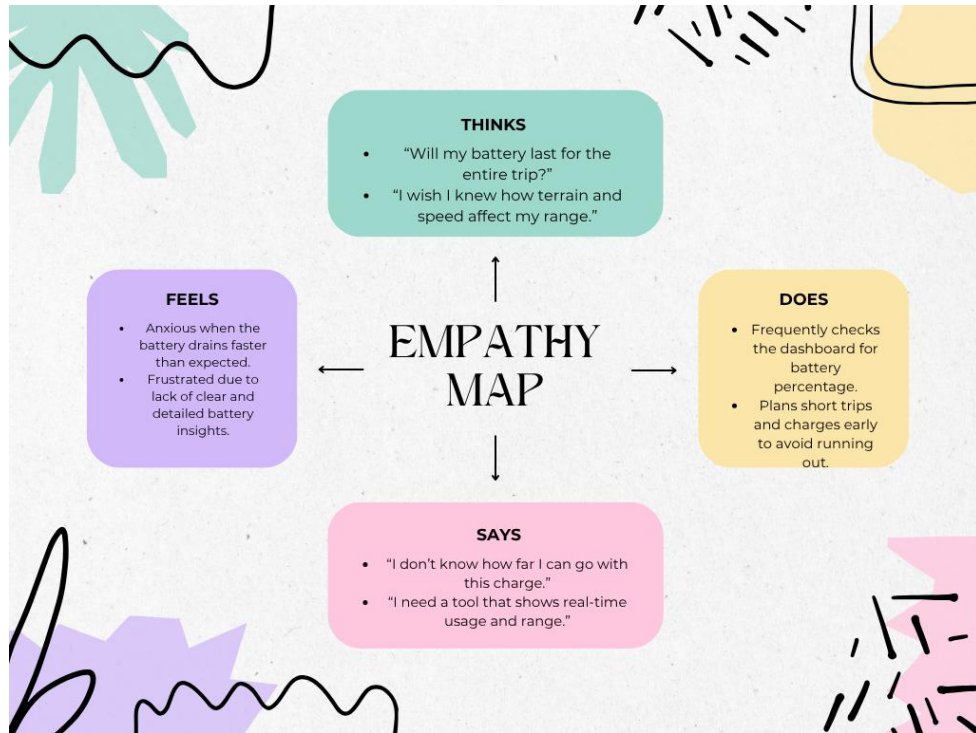 THINKS
• “Will my battery last for the
entire trip?”
• “I wish I knew how terrain and
speed affect my range.”
FEELS
• Anxious when the
battery drains faster
than expected.
• Frustrated due to
lack of clear and
detailed battery
insights.
EMPATHY
MAP
DOES
• Frequently checks
the dashboard for
battery
percentage.
• Plans short trips
and charges early
to avoid running
out.
SAYS
• “I don’t know how far I can go with
this charge.”
• “I need a tool that shows real-time
usage and range.”